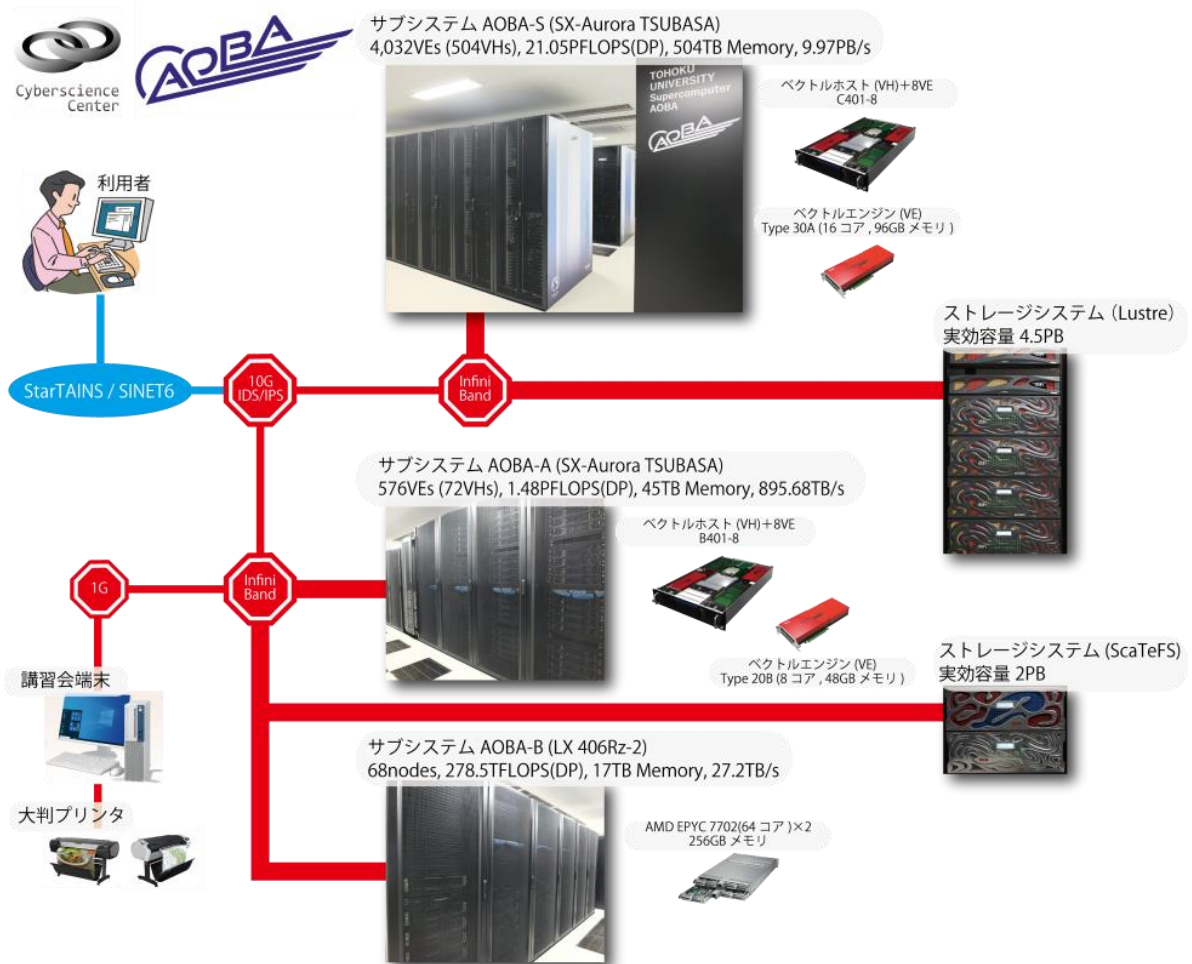 Cyberscience
Center
AOBA
サブシステム AOBA-S (SX-Aurora TSUBASA)
4,032VEs (504VHs), 21.05PFLOPS(DP), 504TB Memory, 9.97PB/s
TOHOKU
UNIVERSITY
Supercomputer
AOBA
AOBA
ベクトルホスト (VH)+8VE
C401-8
ベクトルエンジン (VE)
Type 30A (16 コア , 96GB メモリ )
利用者
StarTAINS / SINET6
10G
IDS/IPS
Infini
Band
ストレージシステム（Lustre）
実効容量 4.5PB
サブシステム AOBA-A (SX-Aurora TSUBASA)
576VEs (72VHs), 1.48PFLOPS(DP), 45TB Memory, 895.68TB/s
ベクトルホスト (VH)+8VE
B401-8
ベクトルエンジン (VE)
Type 20B (8 コア , 48GB メモリ )
1G
Infini
Band
講習会端末
大判プリンタ
ストレージシステム (ScaTeFS)
実効容量 2PB
サブシステム AOBA-B (LX 406Rz-2)
68nodes, 278.5TFLOPS(DP), 17TB Memory, 27.2TB/s
AMD EPYC 7702(64 コア )×2
256GB メモリ